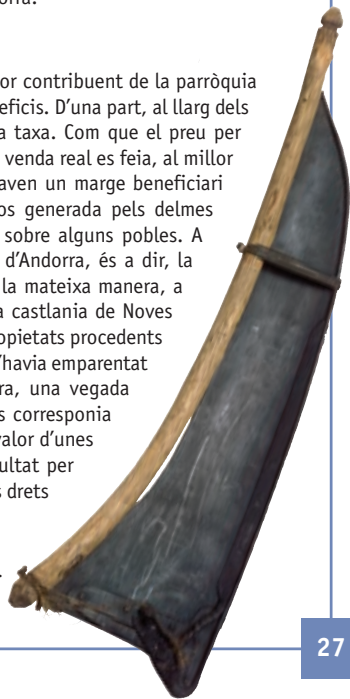 or contribuent de la parròquia
eficis. D'una part, al llarg dels
a taxa. Com que el preu per
venda real es feia, al millor
aven un marge beneficiari
os generada pels delmes
sobre alguns pobles. A
d'Andorra, és a dir, la
la mateixa manera, a
a castlania de Noves
opietats procedents
'havia emparentat
ra, una vegada
s corresponia
valor d'unes
ultat per
s drets
27